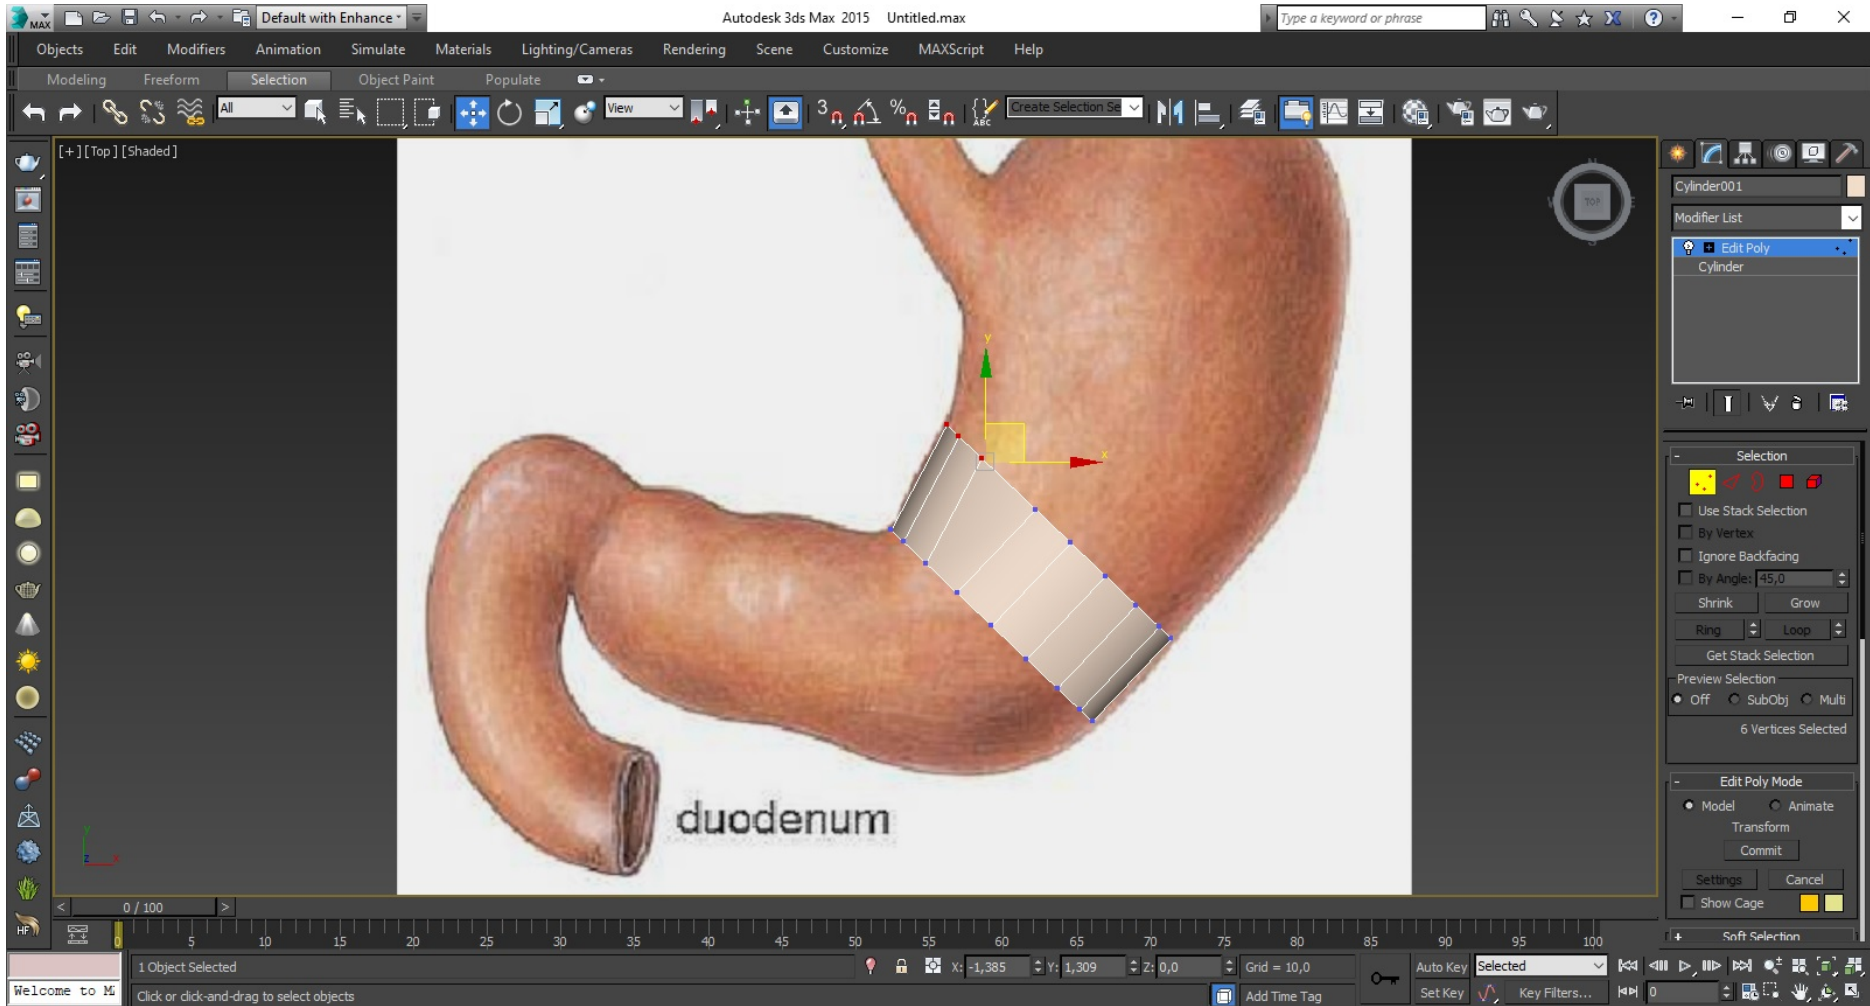 MAX Default with Enhance Autodesk 3ds Max 2015 Untitled.max Type a keyword or phrase
Objects Edit Modifiers Animation Simulate Materials Lighting/Cameras Rendering Scene Customize MAXScript Help
Modeling Freeform Selection Object Paint Populate
All View 3 % ABC Create Selection Se
[+][Top][Shaded]
TOP
Cylinder001
Modifier List
Edit Poly
Cylinder
y
x
Selection
Use Stack Selection
By Vertex
Ignore Backfacing
By Angle: 45,0
Shrink Grow
Ring Loop
Get Stack Selection
Preview Selection
Off SubObj Multi
6 Vertices Selected
Edit Poly Mode
Model Animate
Transform
Commit
Settings Cancel
Show Cage
Soft Selection
duodenum
y
z x
HF
< 0 / 100 >
0 5 10 15 20 25 30 35 40 45 50 55 60 65 70 75 80 85 90 95 100
1 Object Selected X: -1,385 Y: 1,309 Z: 0,0 Grid = 10,0 Auto Key Selected
Welcome to M Click or click-and-drag to select objects Add Time Tag Set Key Key Filters... 0